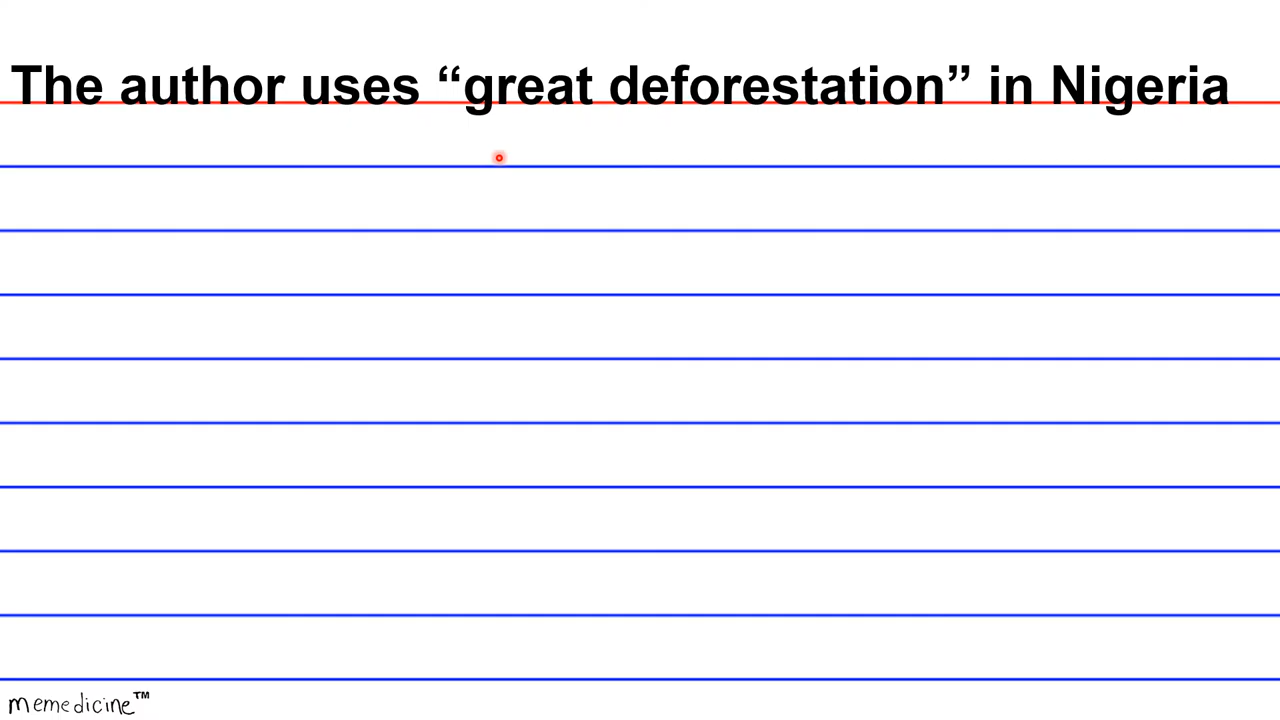 The author uses “great deforestation” in Nigeria
memedicine™